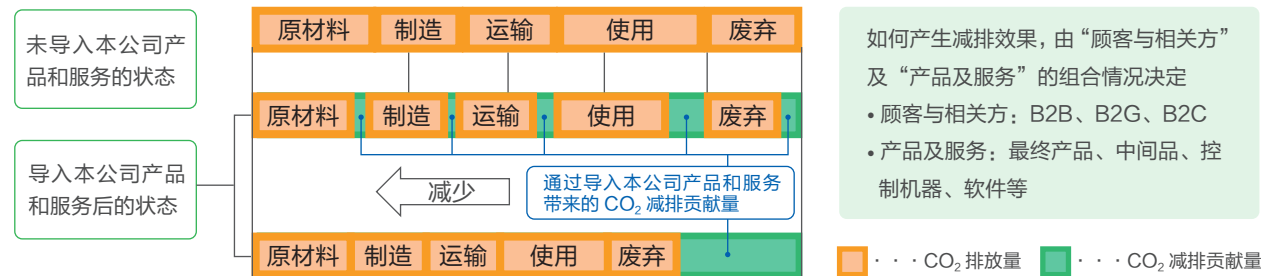 未导入本公司产
品和服务的状态
原材料 制造 运输 使用 废弃
原材料 制造 运输 使用 废弃
导入本公司产品
和服务后的状态
减少
通过导入本公司产品和服务
带来的 CO₂ 减排贡献量
原材料 制造 运输 使用 废弃
如何产生减排效果，由“顾客与相关方”
及“产品及服务”的组合情况决定
• 顾客与相关方：B2B、B2G、B2C
• 产品及服务：最终产品、中间品、控
制机器、软件等
・・・CO₂ 排放量 ・・・CO₂ 减排贡献量